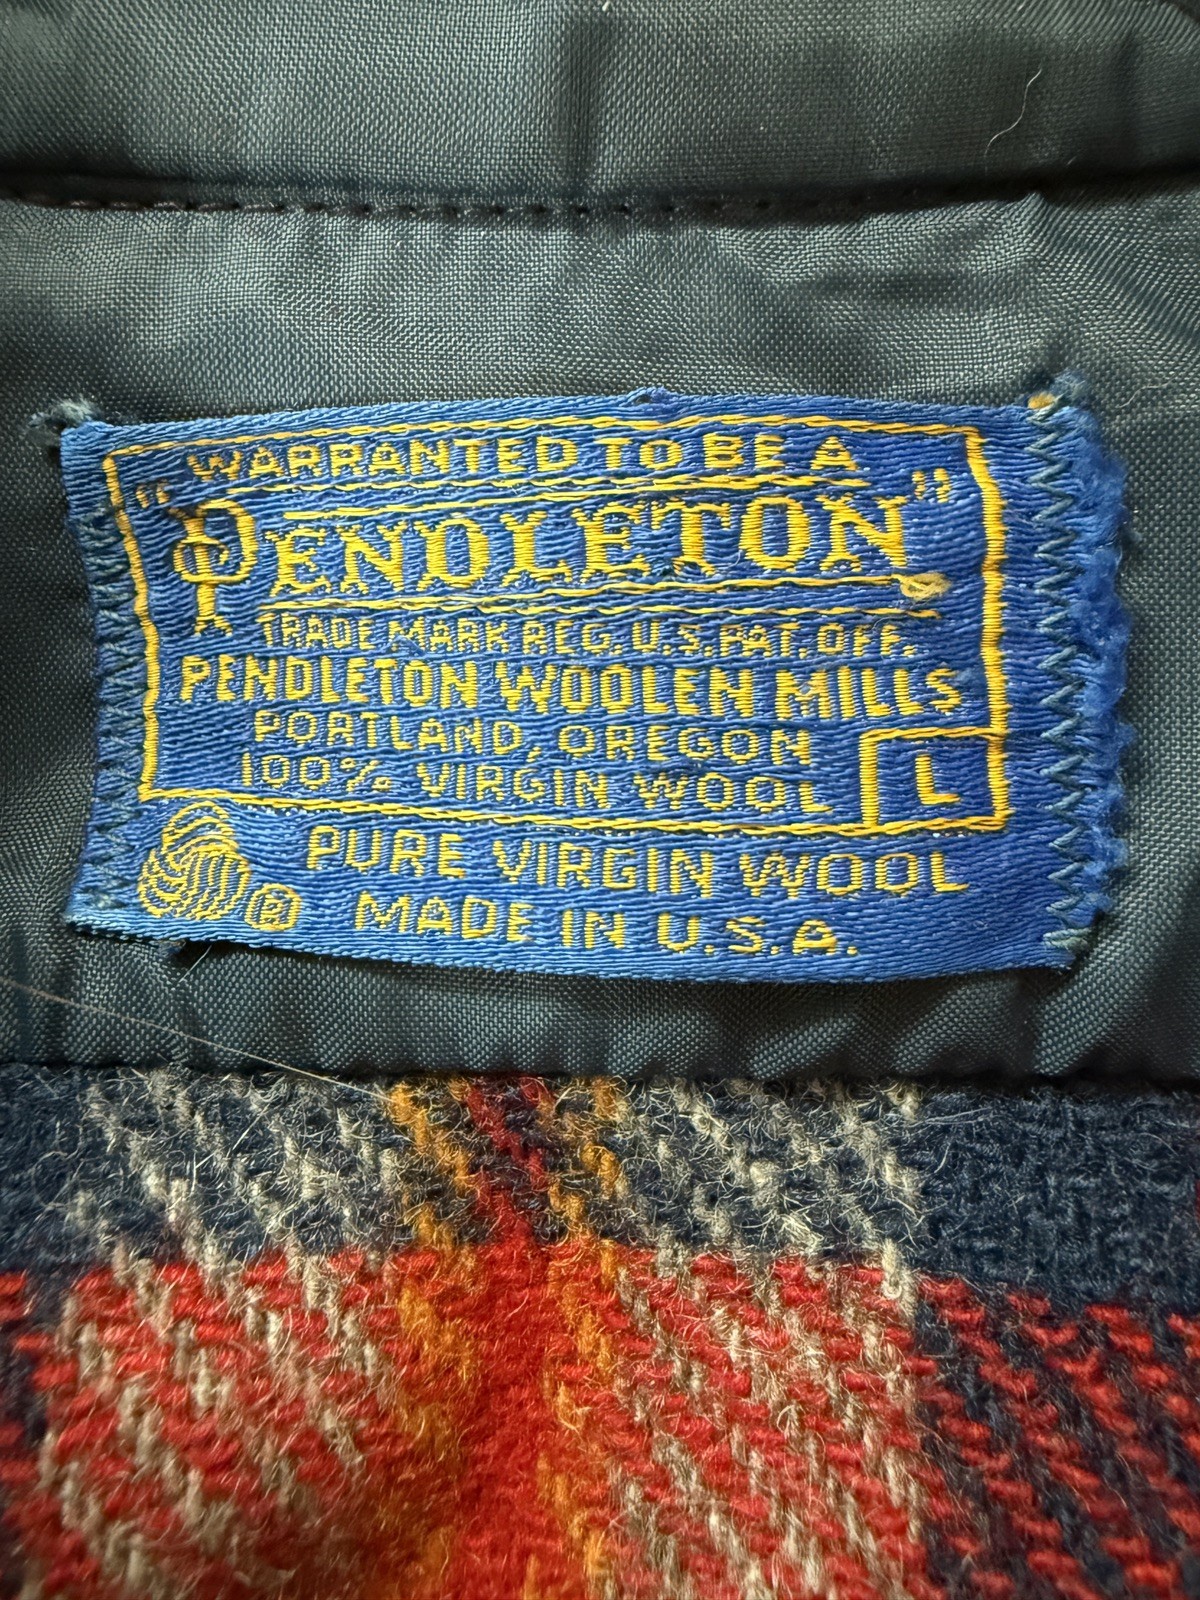 WARRANTED TO BE A
"PENDLETON"
TRADE MARK REG. U.S. PAT. OFF.
PENDLETON WOOLEN MILLS
PORTLAND, OREGON
100% VIRGIN WOOL L
PURE VIRGIN WOOL
® MADE IN U.S.A.